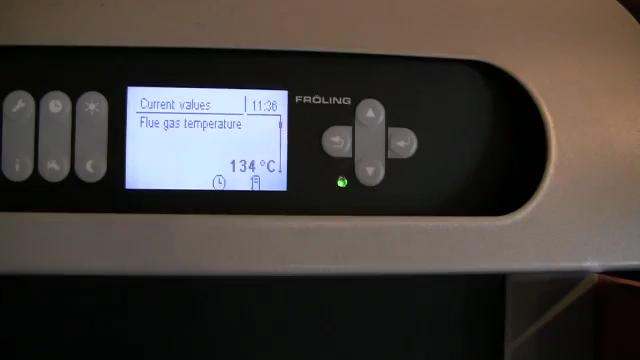 Current values 11:36
Flue gas temperature
134 °C
FRÖLING